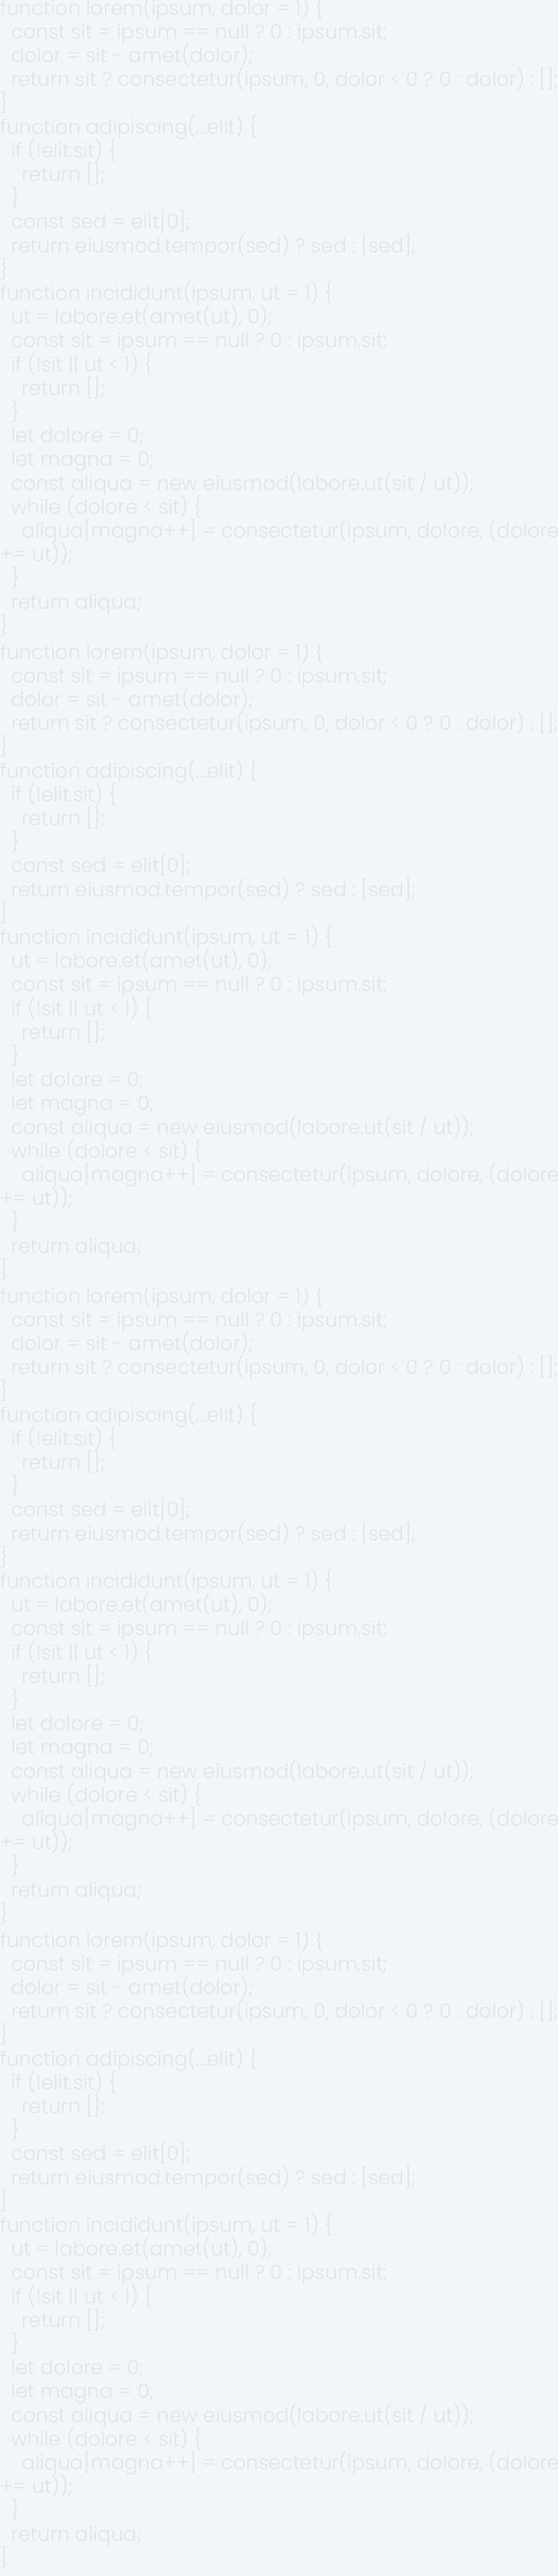 function lorem(ipsum, dolor = 1) {
  const sit = ipsum == null ? 0 : ipsum.sit;
  dolor = sit - amet(dolor);
  return sit ? consectetur(ipsum, 0, dolor < 0 ? 0 : dolor) : [];
}
function adipiscing(...elit) {
  if (!elit.sit) {
    return [];
  }
  const sed = elit[0];
  return eiusmod.tempor(sed) ? sed : [sed];
}
function incididunt(ipsum, ut = 1) {
  ut = labore.et(amet(ut), 0);
  const sit = ipsum == null ? 0 : ipsum.sit;
  if (!sit || ut < 1) {
    return [];
  }
  let dolore = 0;
  let magna = 0;
  const aliqua = new eiusmod(labore.ut(sit / ut));
  while (dolore < sit) {
    aliqua[magna++] = consectetur(ipsum, dolore, (dolore
+= ut));
  }
  return aliqua;
}
function lorem(ipsum, dolor = 1) {
  const sit = ipsum == null ? 0 : ipsum.sit;
  dolor = sit - amet(dolor);
  return sit ? consectetur(ipsum, 0, dolor < 0 ? 0 : dolor) : [];
}
function adipiscing(...elit) {
  if (!elit.sit) {
    return [];
  }
  const sed = elit[0];
  return eiusmod.tempor(sed) ? sed : [sed];
}
function incididunt(ipsum, ut = 1) {
  ut = labore.et(amet(ut), 0);
  const sit = ipsum == null ? 0 : ipsum.sit;
  if (!sit || ut < 1) {
    return [];
  }
  let dolore = 0;
  let magna = 0;
  const aliqua = new eiusmod(labore.ut(sit / ut));
  while (dolore < sit) {
    aliqua[magna++] = consectetur(ipsum, dolore, (dolore
+= ut));
  }
  return aliqua;
}
function lorem(ipsum, dolor = 1) {
  const sit = ipsum == null ? 0 : ipsum.sit;
  dolor = sit - amet(dolor);
  return sit ? consectetur(ipsum, 0, dolor < 0 ? 0 : dolor) : [];
}
function adipiscing(...elit) {
  if (!elit.sit) {
    return [];
  }
  const sed = elit[0];
  return eiusmod.tempor(sed) ? sed : [sed];
}
function incididunt(ipsum, ut = 1) {
  ut = labore.et(amet(ut), 0);
  const sit = ipsum == null ? 0 : ipsum.sit;
  if (!sit || ut < 1) {
    return [];
  }
  let dolore = 0;
  let magna = 0;
  const aliqua = new eiusmod(labore.ut(sit / ut));
  while (dolore < sit) {
    aliqua[magna++] = consectetur(ipsum, dolore, (dolore
+= ut));
  }
  return aliqua;
}
function lorem(ipsum, dolor = 1) {
  const sit = ipsum == null ? 0 : ipsum.sit;
  dolor = sit - amet(dolor);
  return sit ? consectetur(ipsum, 0, dolor < 0 ? 0 : dolor) : [];
}
function adipiscing(...elit) {
  if (!elit.sit) {
    return [];
  }
  const sed = elit[0];
  return eiusmod.tempor(sed) ? sed : [sed];
}
function incididunt(ipsum, ut = 1) {
  ut = labore.et(amet(ut), 0);
  const sit = ipsum == null ? 0 : ipsum.sit;
  if (!sit || ut < 1) {
    return [];
  }
  let dolore = 0;
  let magna = 0;
  const aliqua = new eiusmod(labore.ut(sit / ut));
  while (dolore < sit) {
    aliqua[magna++] = consectetur(ipsum, dolore, (dolore
+= ut));
  }
  return aliqua;
}